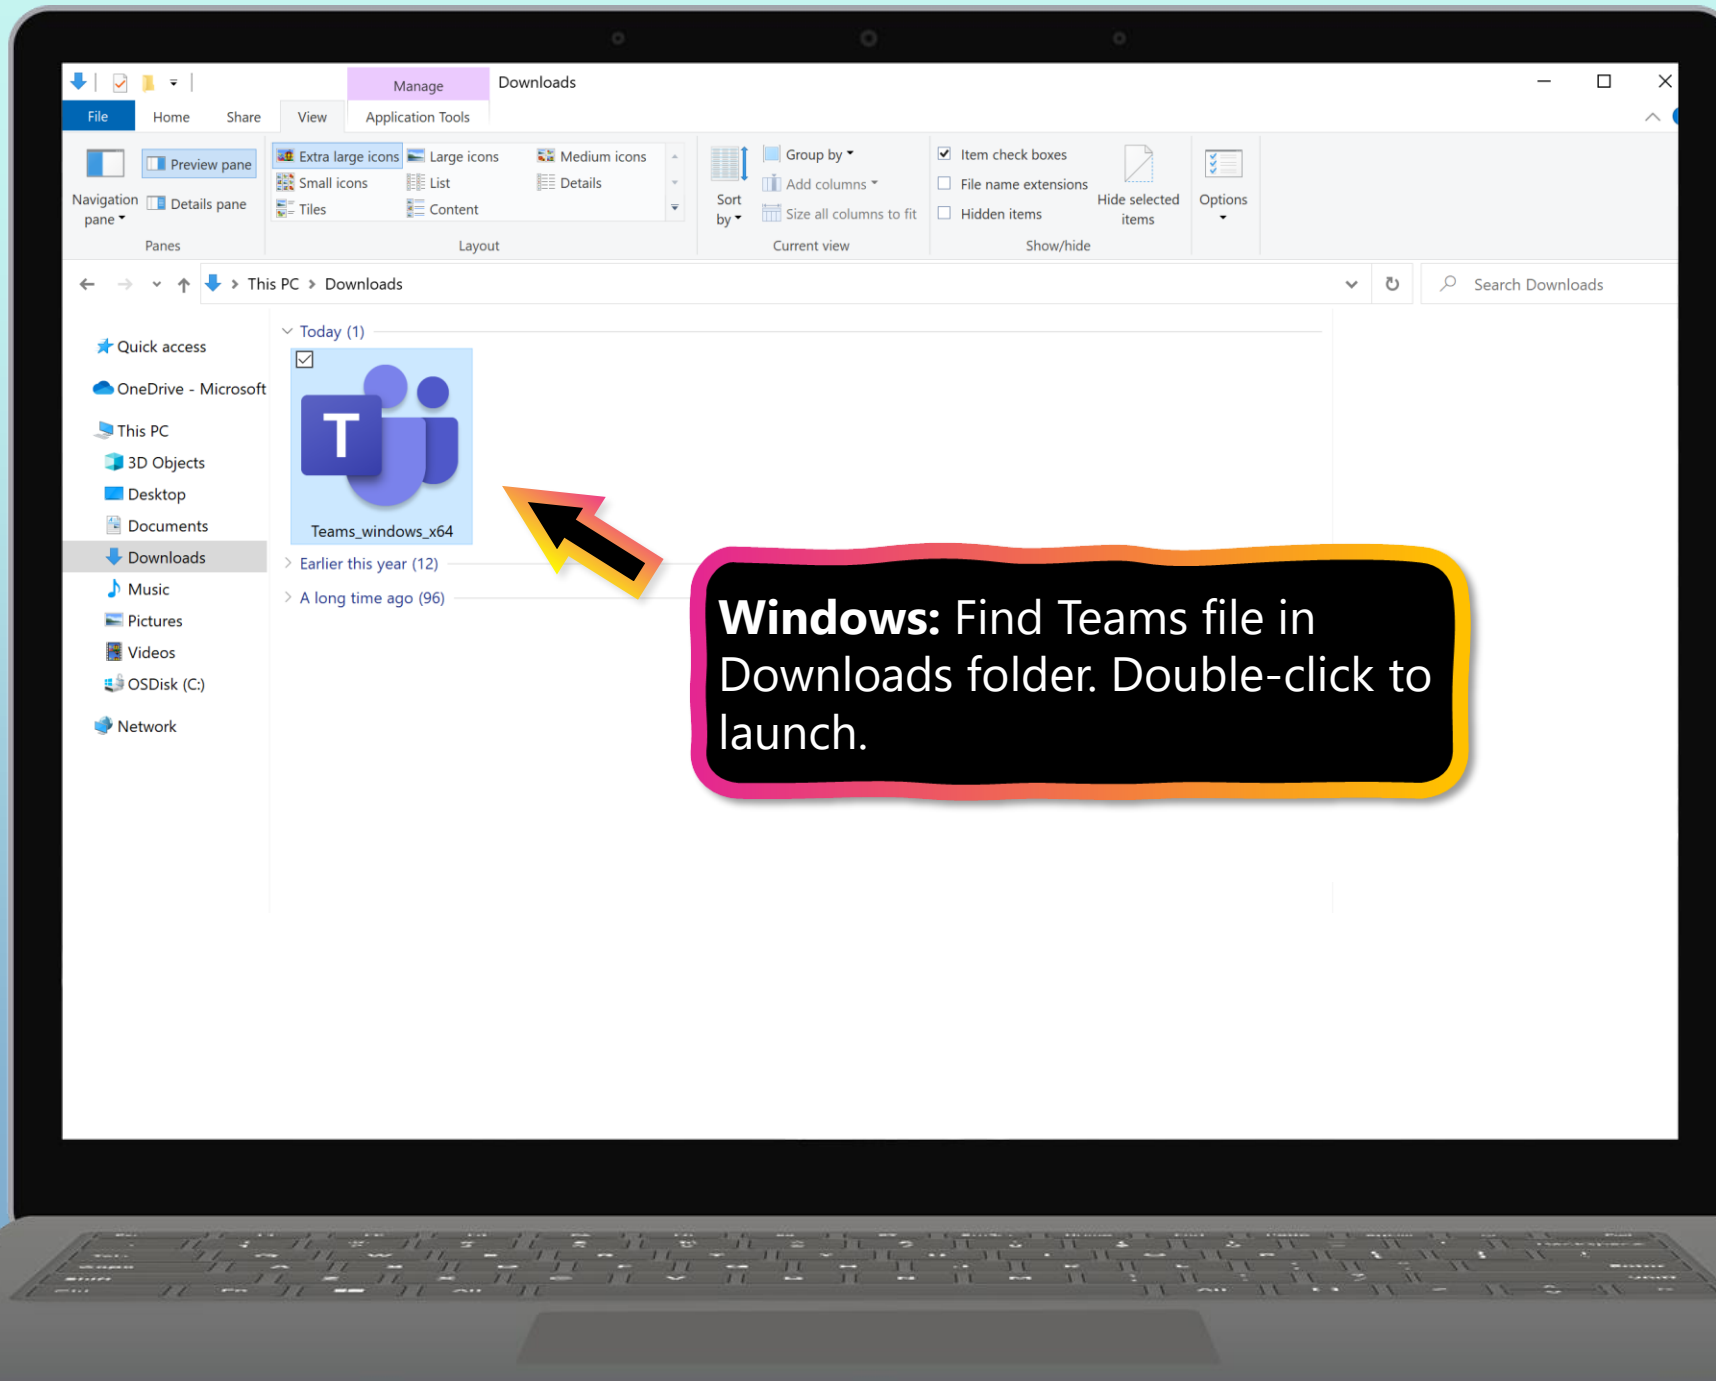 Manage
Downloads
File
Home
Share
View
Application Tools
Navigation pane
Preview pane
Details pane
Panes
Extra large icons
Large icons
Medium icons
Small icons
List
Details
Tiles
Content
Layout
Sort by
Group by
Add columns
Size all columns to fit
Current view
Item check boxes
File name extensions
Hidden items
Hide selected items
Show/hide
Options
This PC > Downloads
Search Downloads
Quick access
OneDrive - Microsoft
This PC
3D Objects
Desktop
Documents
Downloads
Music
Pictures
Videos
OSDisk (C:)
Network
Today (1)
T
Teams_windows_x64
Earlier this year (12)
A long time ago (96)
Windows: Find Teams file in
Downloads folder. Double-click to
launch.